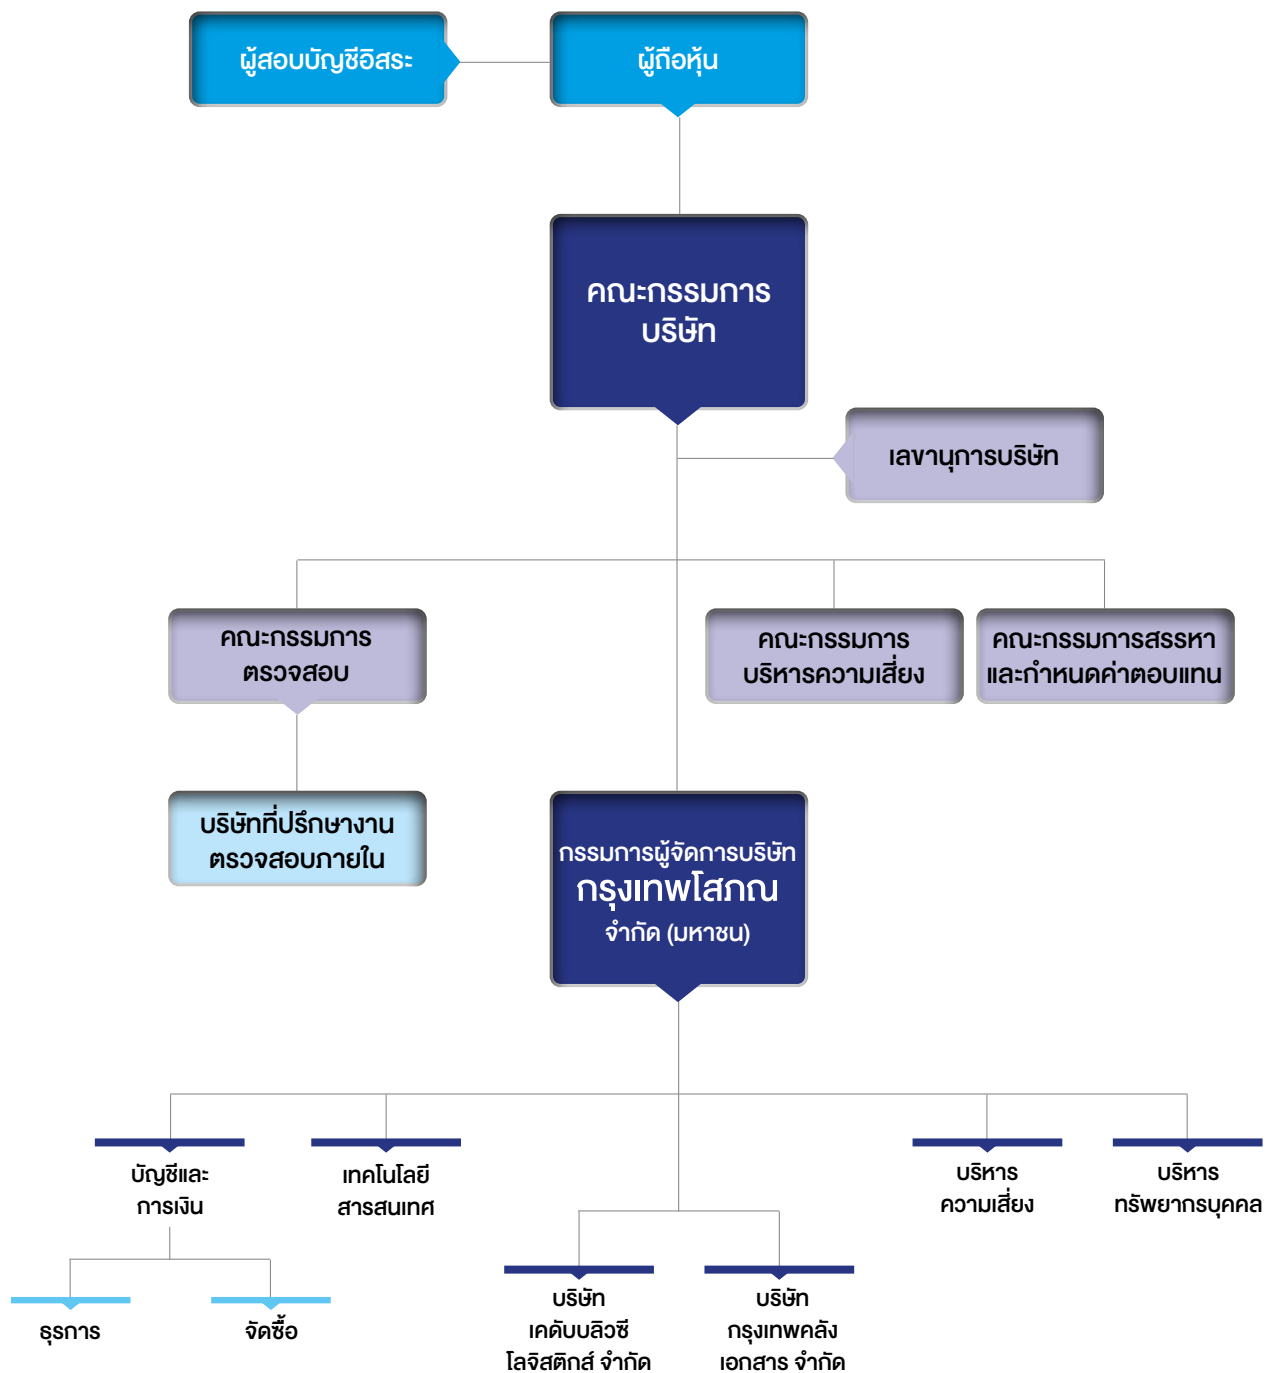 ผู้สอบบัญชีอิสระ
ผู้ถือหุ้น
คณะกรรมการ
บริษัท
เลขานุการบริษัท
คณะกรรมการ
ตรวจสอบ
คณะกรรมการ
บริหารความเสี่ยง
คณะกรรมการสรรหา
และกำหนดค่าตอบแทน
บริษัทที่ปรึกษางาน
ตรวจสอบภายใน
กรรมการผู้จัดการบริษัท
กรุงเทพโสภณ
จำกัด (มหาชน)
บัญชีและ
การเงิน
เทคโนโลยี
สารสนเทศ
บริหาร
ความเสี่ยง
บริหาร
ทรัพยากรบุคคล
ธุรการ
จัดซื้อ
บริษัท
เคดับบลิวซี
โลจิสติกส์ จำกัด
บริษัท
กรุงเทพคลัง
เอกสาร จำกัด